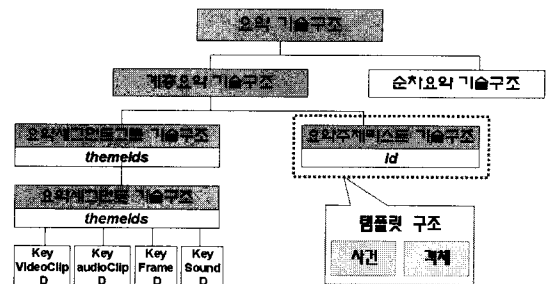 요약 기술구조
계층요약 기술구조
순차요약 기술구조
요약세그먼트그룹 기술구조
themeIds
요약주제리스트 기술구조
id
요약세그먼트 기술구조
themeIds
템플릿 구조
사건
객체
Key VideoClip D
Key audioClip D
Key Frame D
Key Sound D